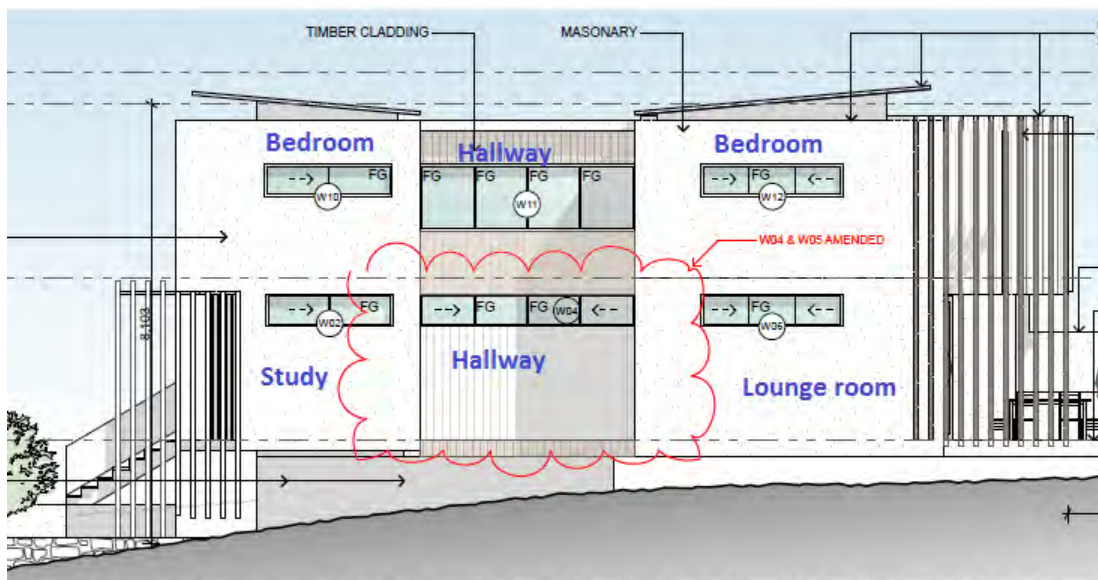 TIMBER CLADDING
MASONARY
Bedroom
Hallway
Bedroom
FG
FG
FG
FG
FG
FG
W10
W11
W12
W04 & W05 AMENDED
8,103
FG
FG
FG
FG
W02
W04
W06
Study
Hallway
Lounge room